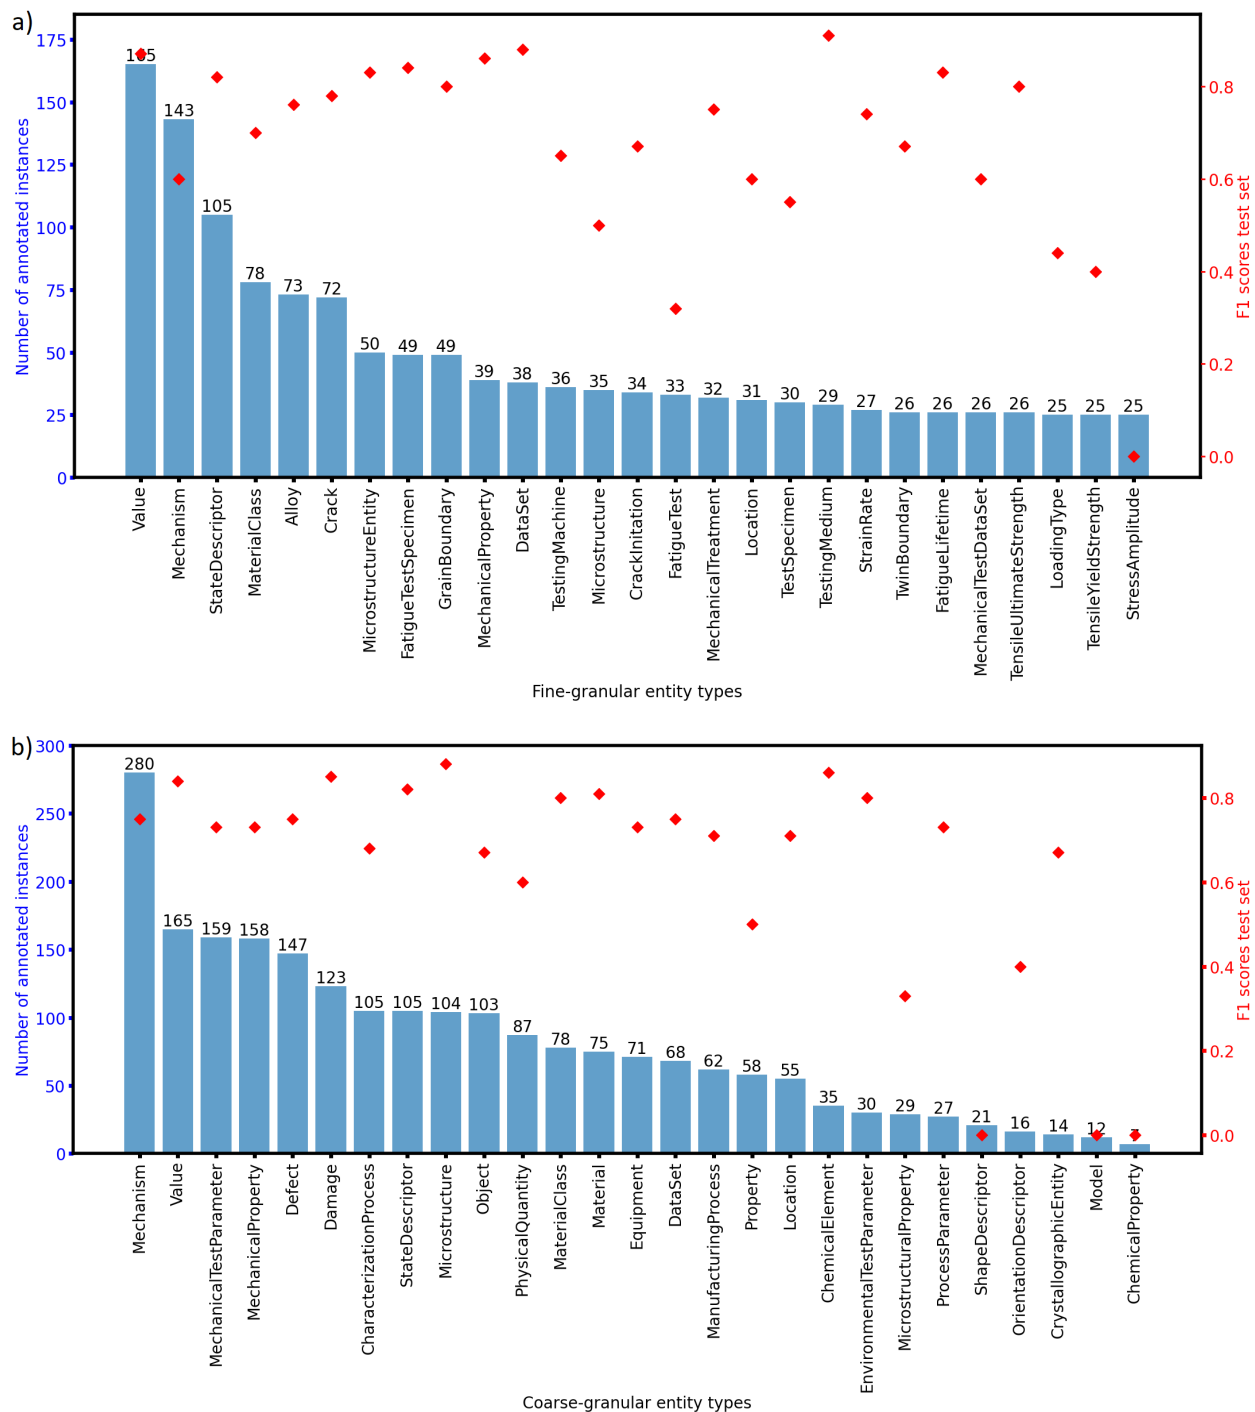 a)
Number of annotated instances
175
150
125
100
75
50
25
0
165
143
105
78
73
72
50
49
49
39
38
36
35
34
33
32
31
30
29
27
26
26
26
26
25
25
25
0.8
0.6
0.4
0.2
0.0
F1 scores test set
Value
Mechanism
StateDescriptor
MaterialClass
Alloy
Crack
MicrostructureEntity
FatigueTestSpecimen
GrainBoundary
MechanicalProperty
DataSet
TestingMachine
Microstructure
CrackInitation
FatigueTest
MechanicalTreatment
Location
TestSpecimen
TestingMedium
StrainRate
TwinBoundary
FatigueLifetime
MechanicalTestDataSet
TensileUltimateStrength
LoadingType
TensileYieldStrength
StressAmplitude
Fine-granular entity types
b)
Number of annotated instances
300
250
200
150
100
50
0
280
165
159
158
147
123
105
105
104
103
87
78
75
71
68
62
58
55
35
30
29
27
21
16
14
12
7
0.8
0.6
0.4
0.2
0.0
F1 scores test set
Mechanism
Value
MechanicalTestParameter
MechanicalProperty
Defect
Damage
CharacterizationProcess
StateDescriptor
Microstructure
Object
PhysicalQuantity
MaterialClass
Material
Equipment
DataSet
ManufacturingProcess
Property
Location
ChemicalElement
EnvironmentalTestParameter
MicrostructuralProperty
ProcessParameter
ShapeDescriptor
OrientationDescriptor
CrystallographicEntity
Model
ChemicalProperty
Coarse-granular entity types